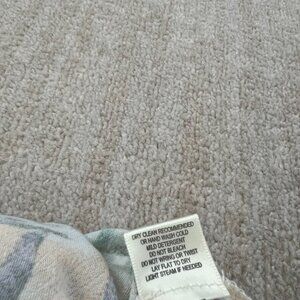 DRY CLEAN RECOMMENDED
OR HAND WASH COLD
MILD DETERGENT
DO NOT BLEACH
DO NOT WRING OR TWIST
LAY FLAT TO DRY
LIGHT STEAM IF NEEDED